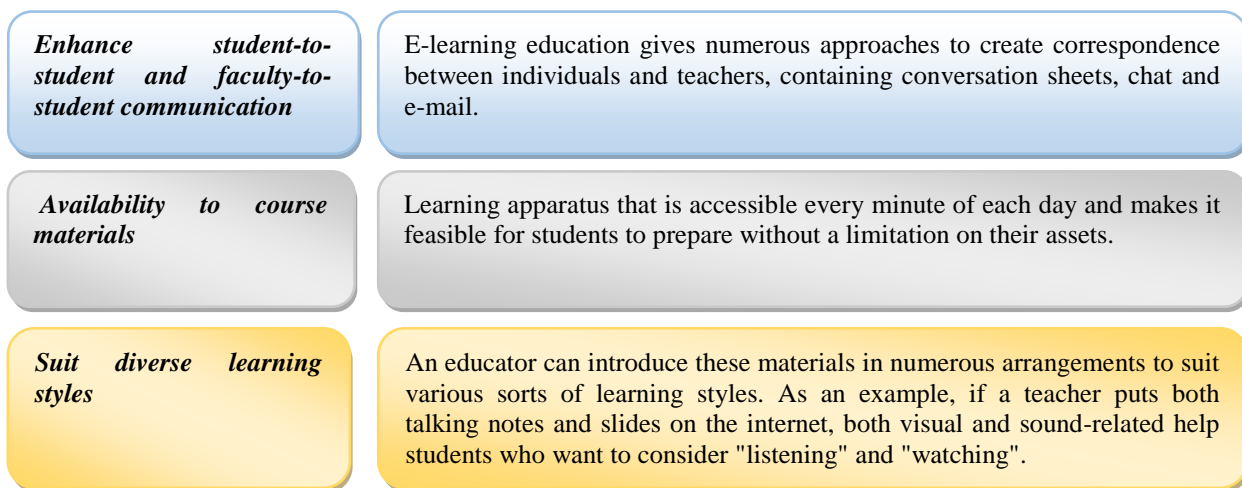 Enhance student-to-
student and faculty-to-
student communication
E-learning education gives numerous approaches to create correspondence
between individuals and teachers, containing conversation sheets, chat and
e-mail.
Availability to course
materials
Learning apparatus that is accessible every minute of each day and makes it
feasible for students to prepare without a limitation on their assets.
Suit diverse learning
styles
An educator can introduce these materials in numerous arrangements to suit
various sorts of learning styles. As an example, if a teacher puts both
talking notes and slides on the internet, both visual and sound-related help
students who want to consider "listening" and "watching".